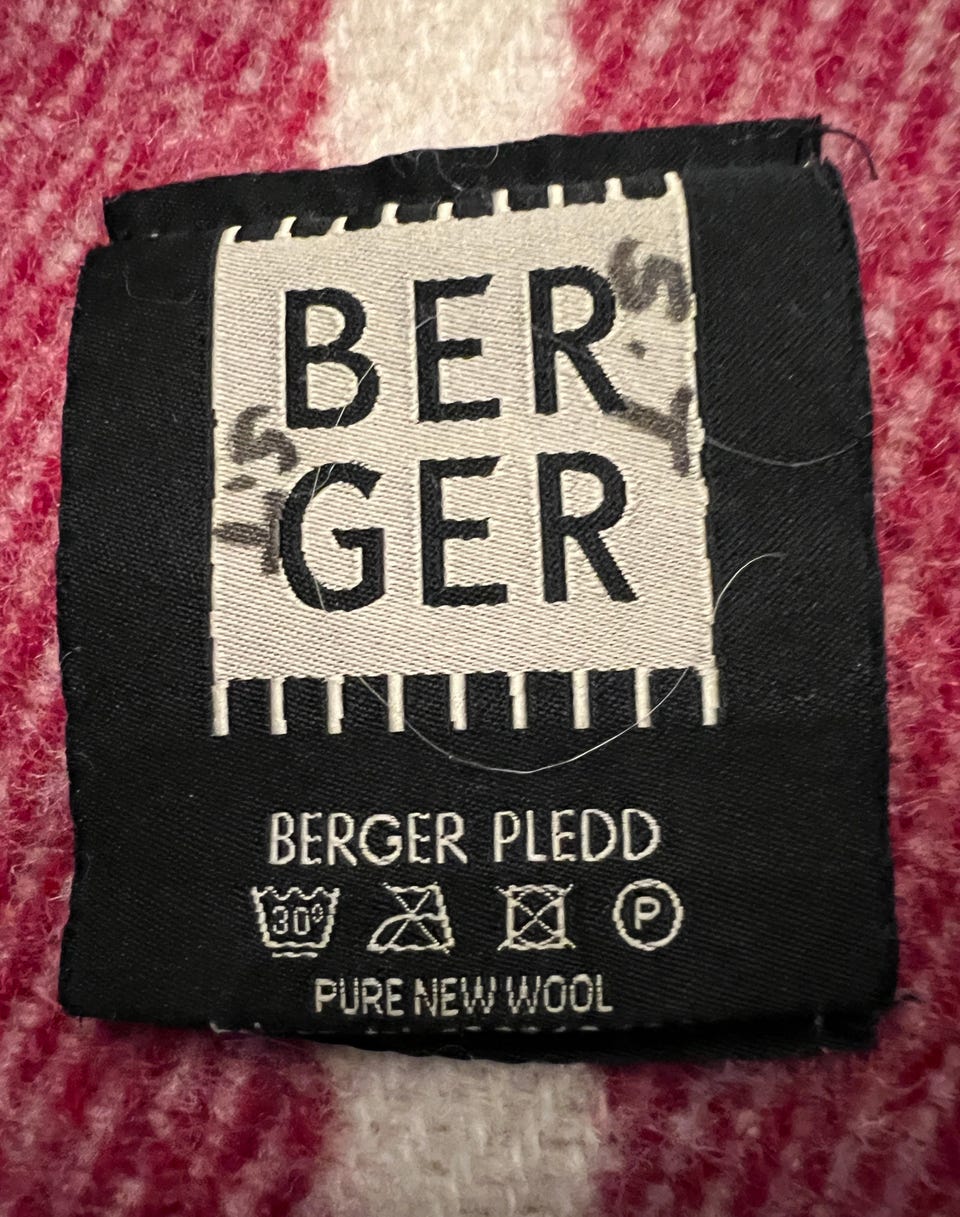 BER
GER
T.S
T.S
BERGER PLEDD
30° P
PURE NEW WOOL